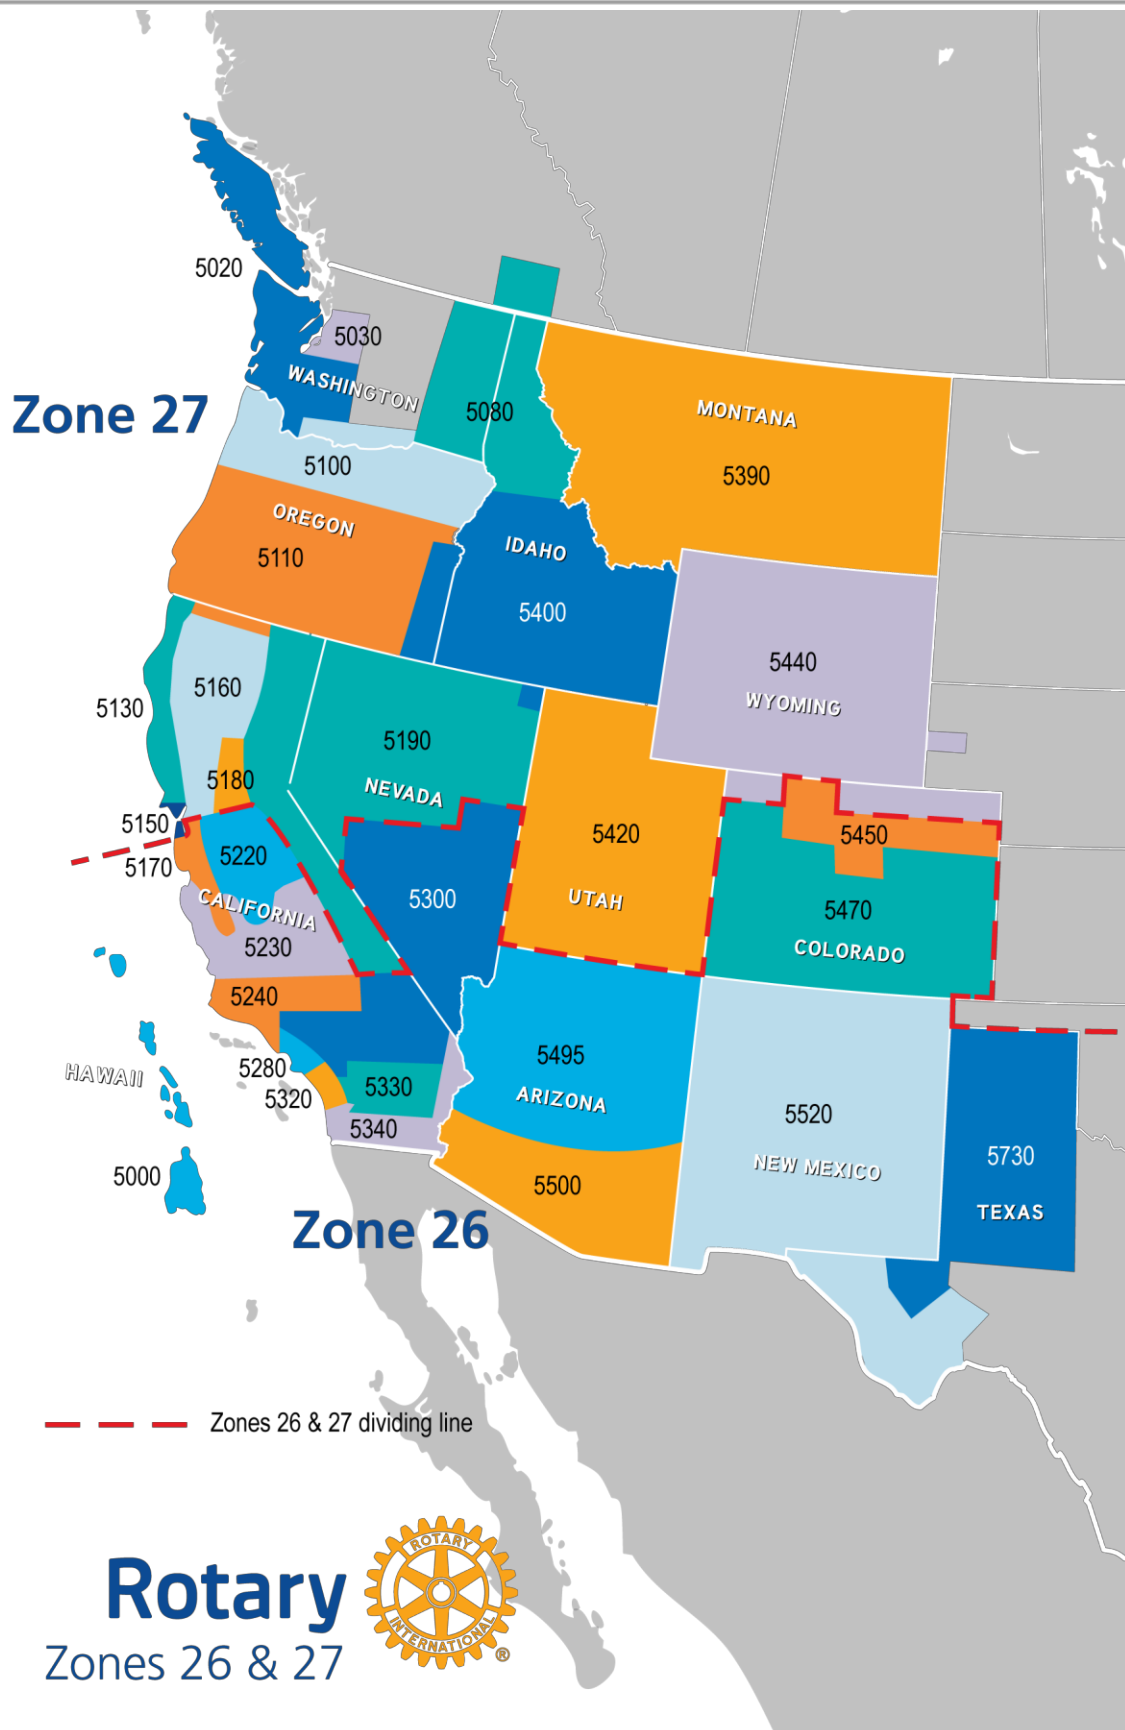 5020
5030
WASHINGTON
Zone 27
5080
MONTANA
5100
5390
OREGON
IDAHO
5110
5400
5440
5160
WYOMING
5130
5190
5180
NEVADA
5150
5420
5450
5170
5220
UTAH
5300
5470
CALIFORNIA
COLORADO
5230
5240
5280
5495
HAWAII
5320
5330
ARIZONA
5520
5340
5730
NEW MEXICO
5000
5500
TEXAS
Zone 26
Zones 26 & 27 dividing line
ROTARY
INTERNATIONAL
®
Rotary
Zones 26 & 27